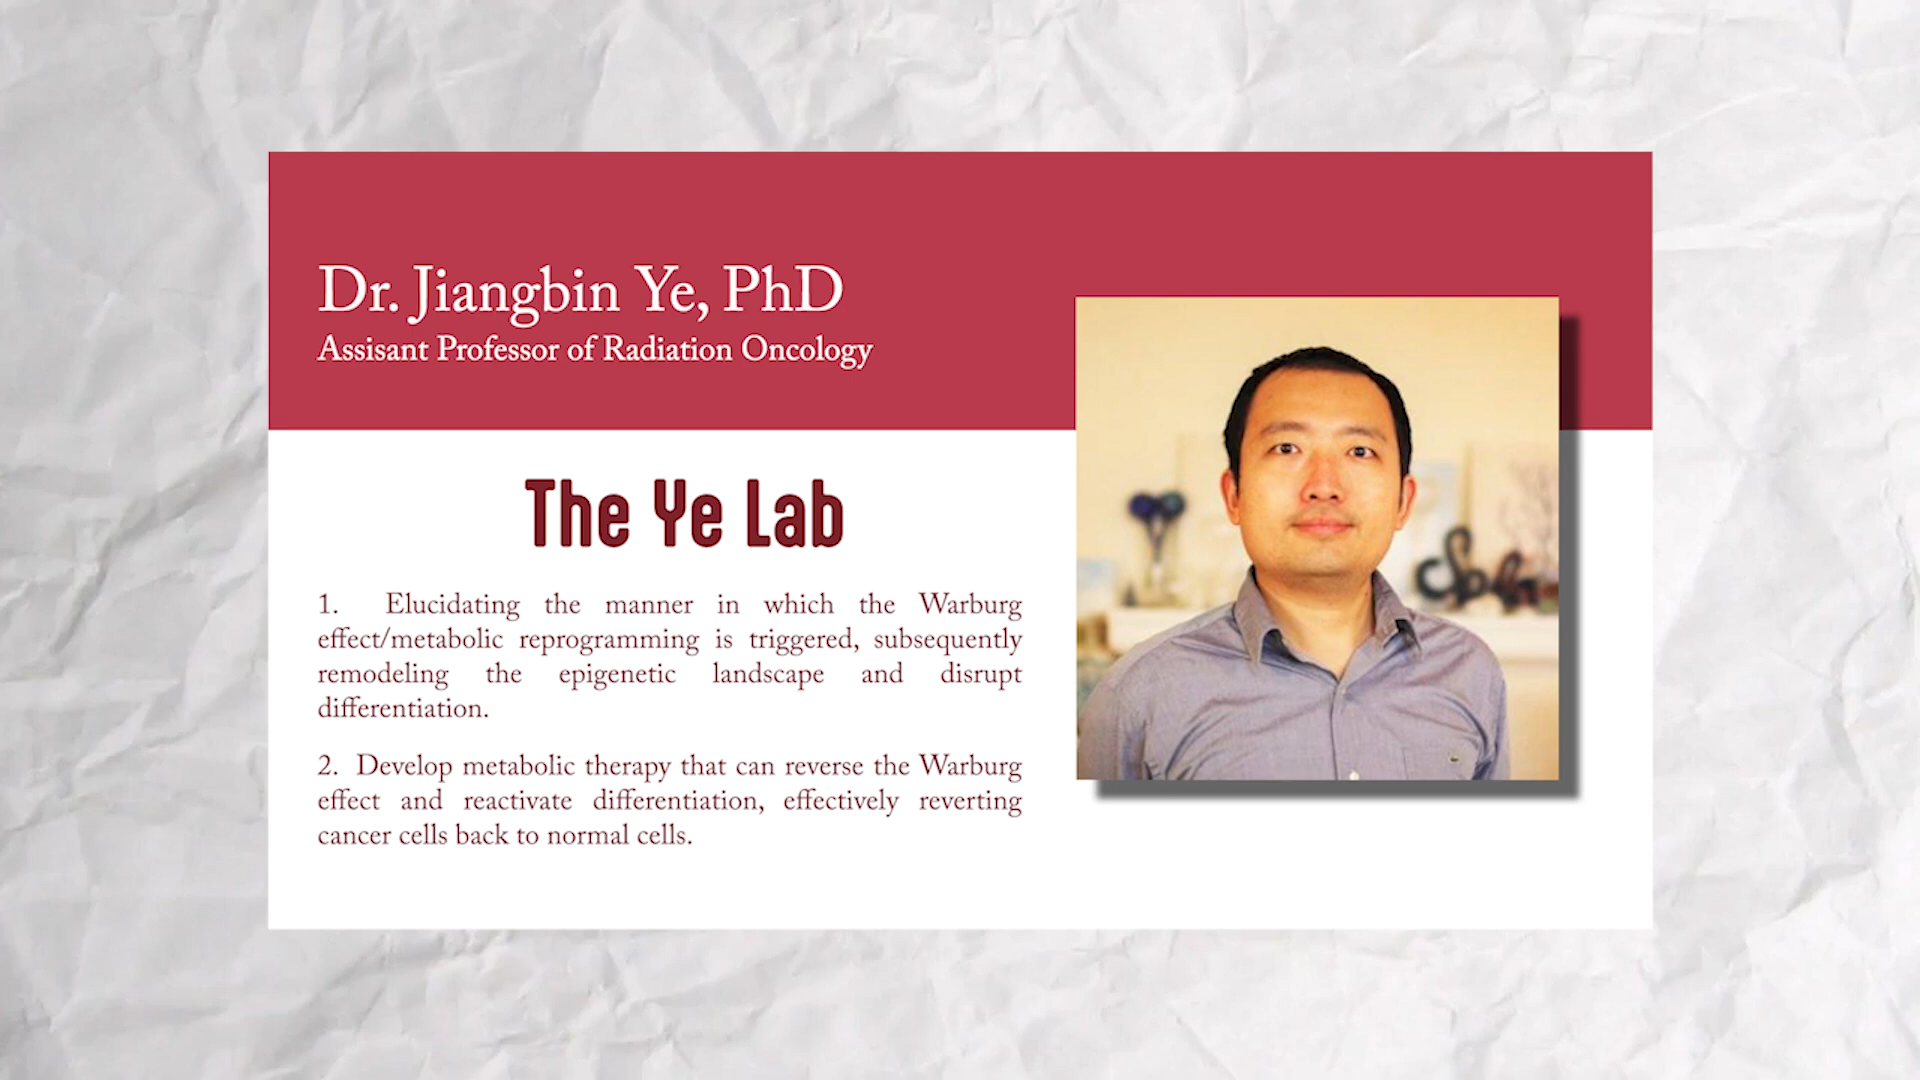 Dr. Jiangbin Ye, PhD
Assisant Professor of Radiation Oncology
The Ye Lab
1. Elucidating the manner in which the Warburg
effect/metabolic reprogramming is triggered, subsequently
remodeling the epigenetic landscape and disrupt
differentiation.
2. Develop metabolic therapy that can reverse the Warburg
effect and reactivate differentiation, effectively reverting
cancer cells back to normal cells.